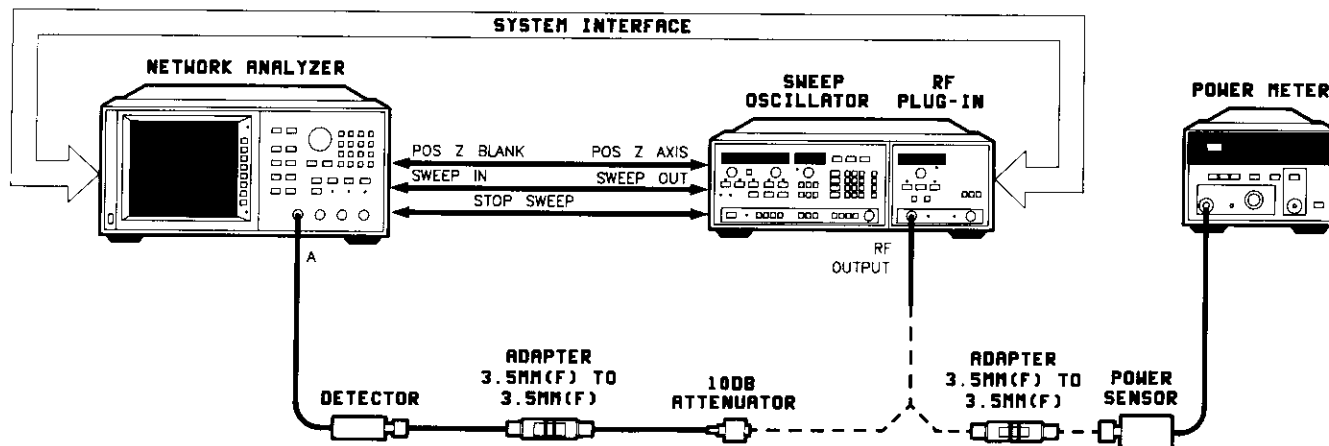 SYSTEM INTERFACE
NETWORK ANALYZER
SWEEP
OSCILLATOR
RF
PLUG-IN
POWER METER
POS Z BLANK
POS Z AXIS
SWEEP IN
SWEEP OUT
STOP SWEEP
A
RF
OUTPUT
DETECTOR
ADAPTER
3.5MM(F) TO
3.5MM(F)
10DB
ATTENUATOR
ADAPTER
3.5MM(F) TO
3.5MM(F)
POWER
SENSOR